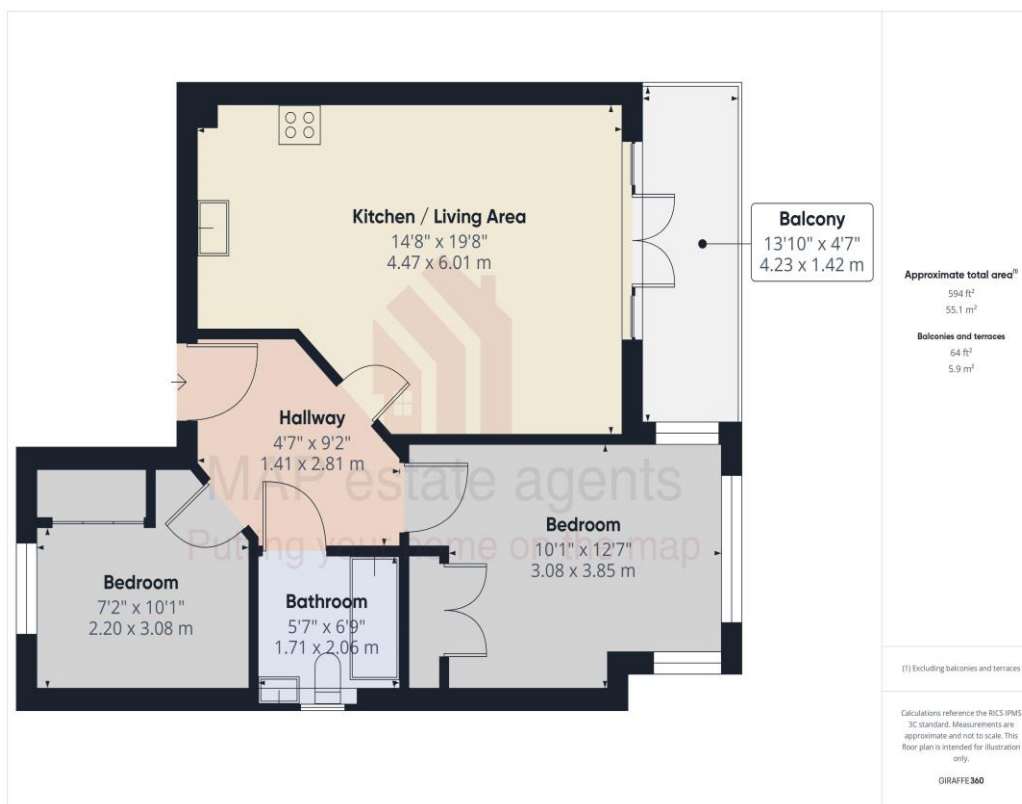 Kitchen / Living Area
14'8" x 19'8"
4.47 x 6.01 m
Balcony
13'10" x 4'7"
4.23 x 1.42 m
Hallway
4'7" x 9'2"
1.41 x 2.81 m
MAP estate agents
Putting your home on the map
Bedroom
10'1" x 12'7"
3.08 x 3.85 m
Bedroom
7'2" x 10'1"
2.20 x 3.08 m
Bathroom
5'7" x 6'9"
1.71 x 2.06 m
Approximate total area(1)
594 ft²
55.1 m²
Balconies and terraces
64 ft²
5.9 m²
(1) Excluding balconies and terraces
Calculations reference the RICS IPMS
3C standard. Measurements are
approximate and not to scale. This
floor plan is intended for illustration
only.
GIRAFFE360